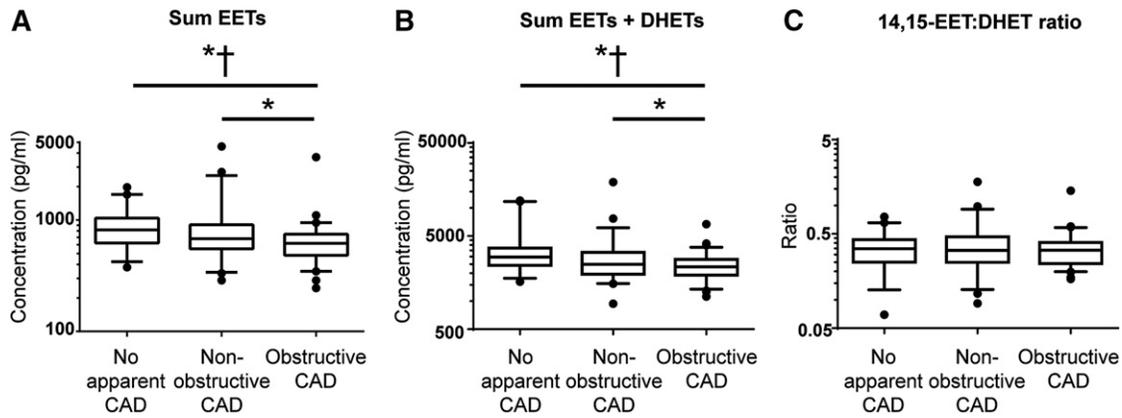 A
Sum EETs
*†
*
5000
1000
100
Concentration (pg/ml)
No
apparent
CAD
Non-
obstructive
CAD
Obstructive
CAD
B
Sum EETs + DHETs
*†
*
50000
5000
500
Concentration (pg/ml)
No
apparent
CAD
Non-
obstructive
CAD
Obstructive
CAD
C
14,15-EET:DHET ratio
5
0.5
0.05
Ratio
No
apparent
CAD
Non-
obstructive
CAD
Obstructive
CAD